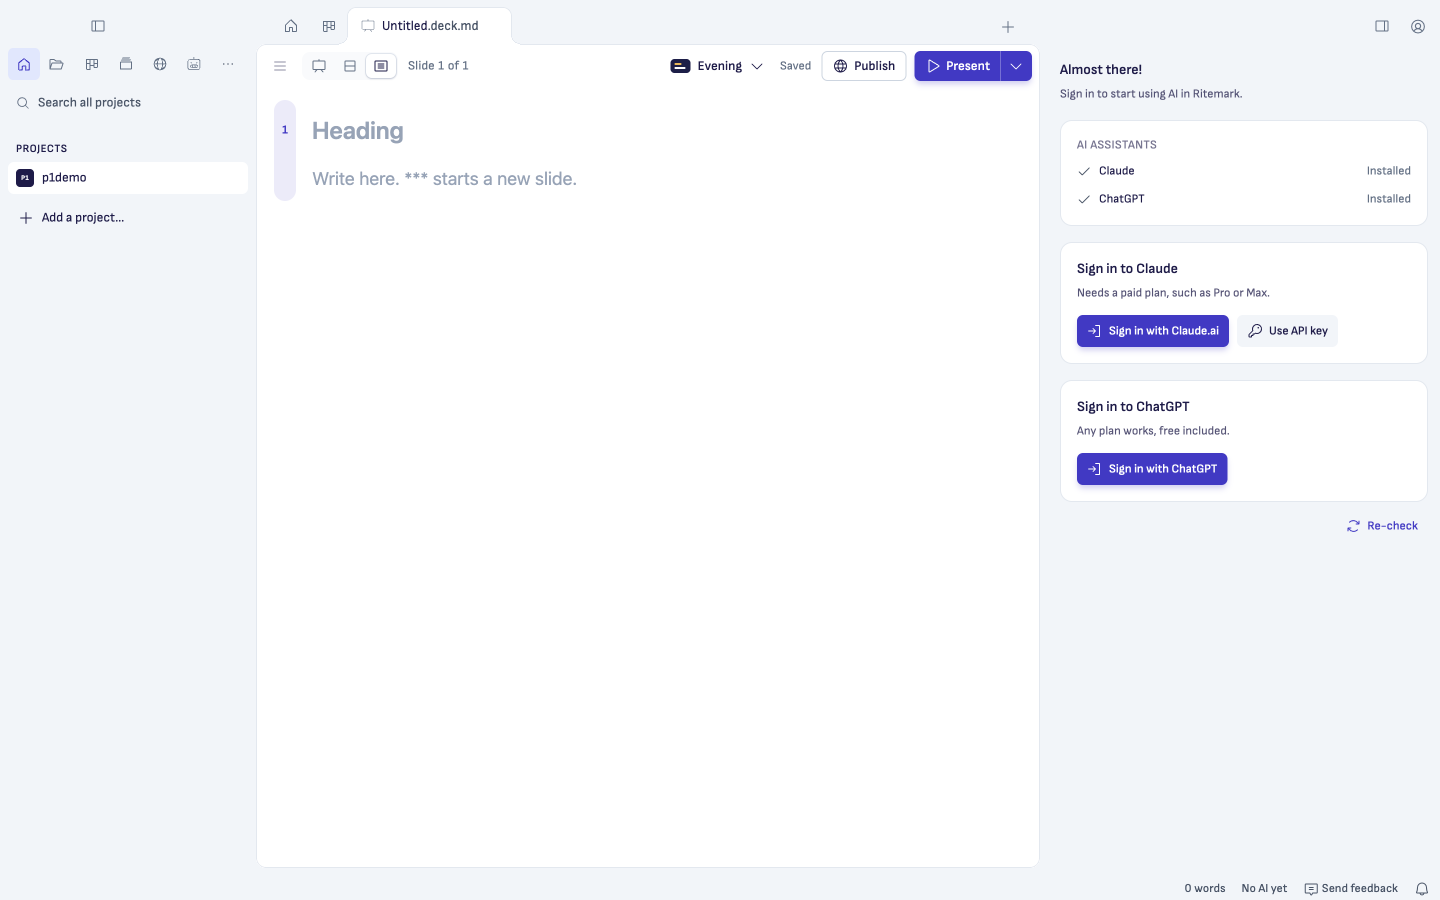 Untitled.deck.md
Search all projects
PROJECTS
P1 p1demo
Add a project...
Slide 1 of 1
Evening
Saved
Publish
Present
1
Heading
Write here. *** starts a new slide.
Almost there!
Sign in to start using AI in Ritemark.
AI ASSISTANTS
Claude Installed
ChatGPT Installed
Sign in to Claude
Needs a paid plan, such as Pro or Max.
Sign in with Claude.ai
Use API key
Sign in to ChatGPT
Any plan works, free included.
Sign in with ChatGPT
Re-check
0 words
No AI yet
Send feedback